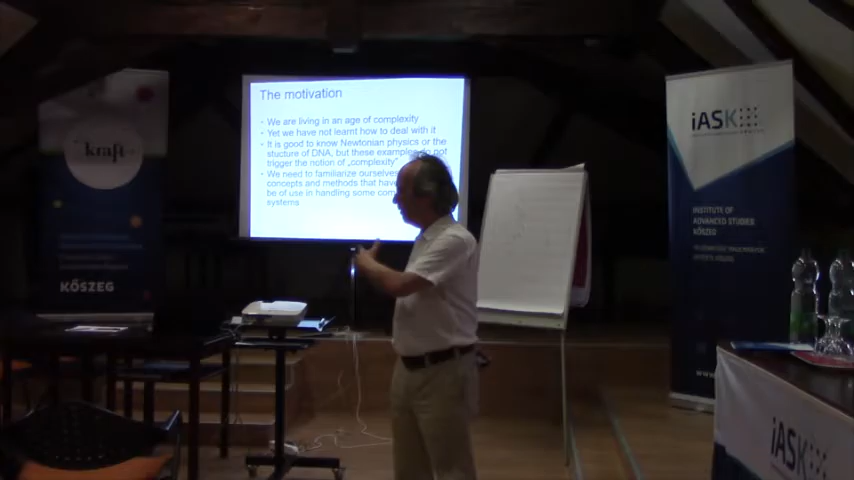 The motivation
• We are living in an age of complexity
• Yet we have not learnt how to deal with it
• It is good to know Newtonian physics or the
stucture of DNA, but these examples do not
trigger the notion of „complexity"
• We need to familiarize ourselves
concepts and methods that have
be of use in handling some com
systems
kraft
KŐSZEG
iASK
INSTITUTE OF
ADVANCED STUDIES
KŐSZEG
iASK